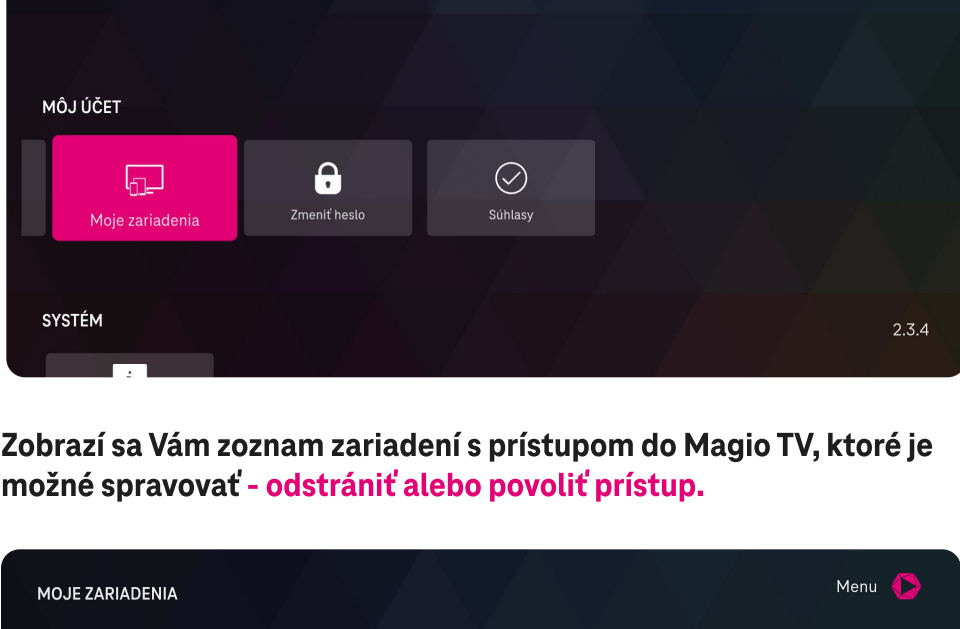 MÔJ ÚČET
Moje zariadenia
Zmeniť heslo
Súhlasy
SYSTÉM
2.3.4
Zobrazí sa Vám zoznam zariadení s prístupom do Magio TV, ktoré je
možné spravovať - odstrániť alebo povoliť prístup.
Menu
MOJE ZARIADENIA